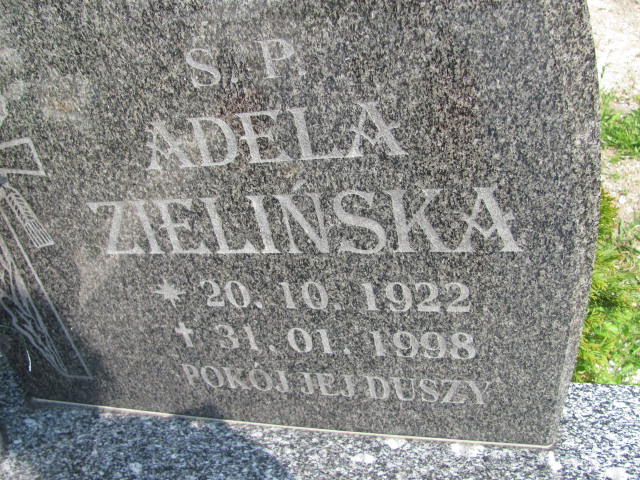 S. P.
ADELA
ZIELIŃSKA
* 20. 10. 1922
✝ 31. 01. 1998
POKÓJ JEJ DUSZY